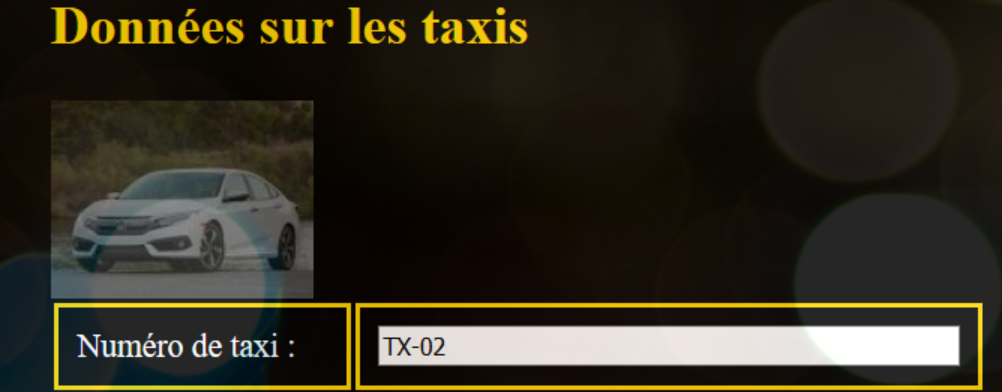 Données sur les taxis
Numéro de taxi :
TX-02